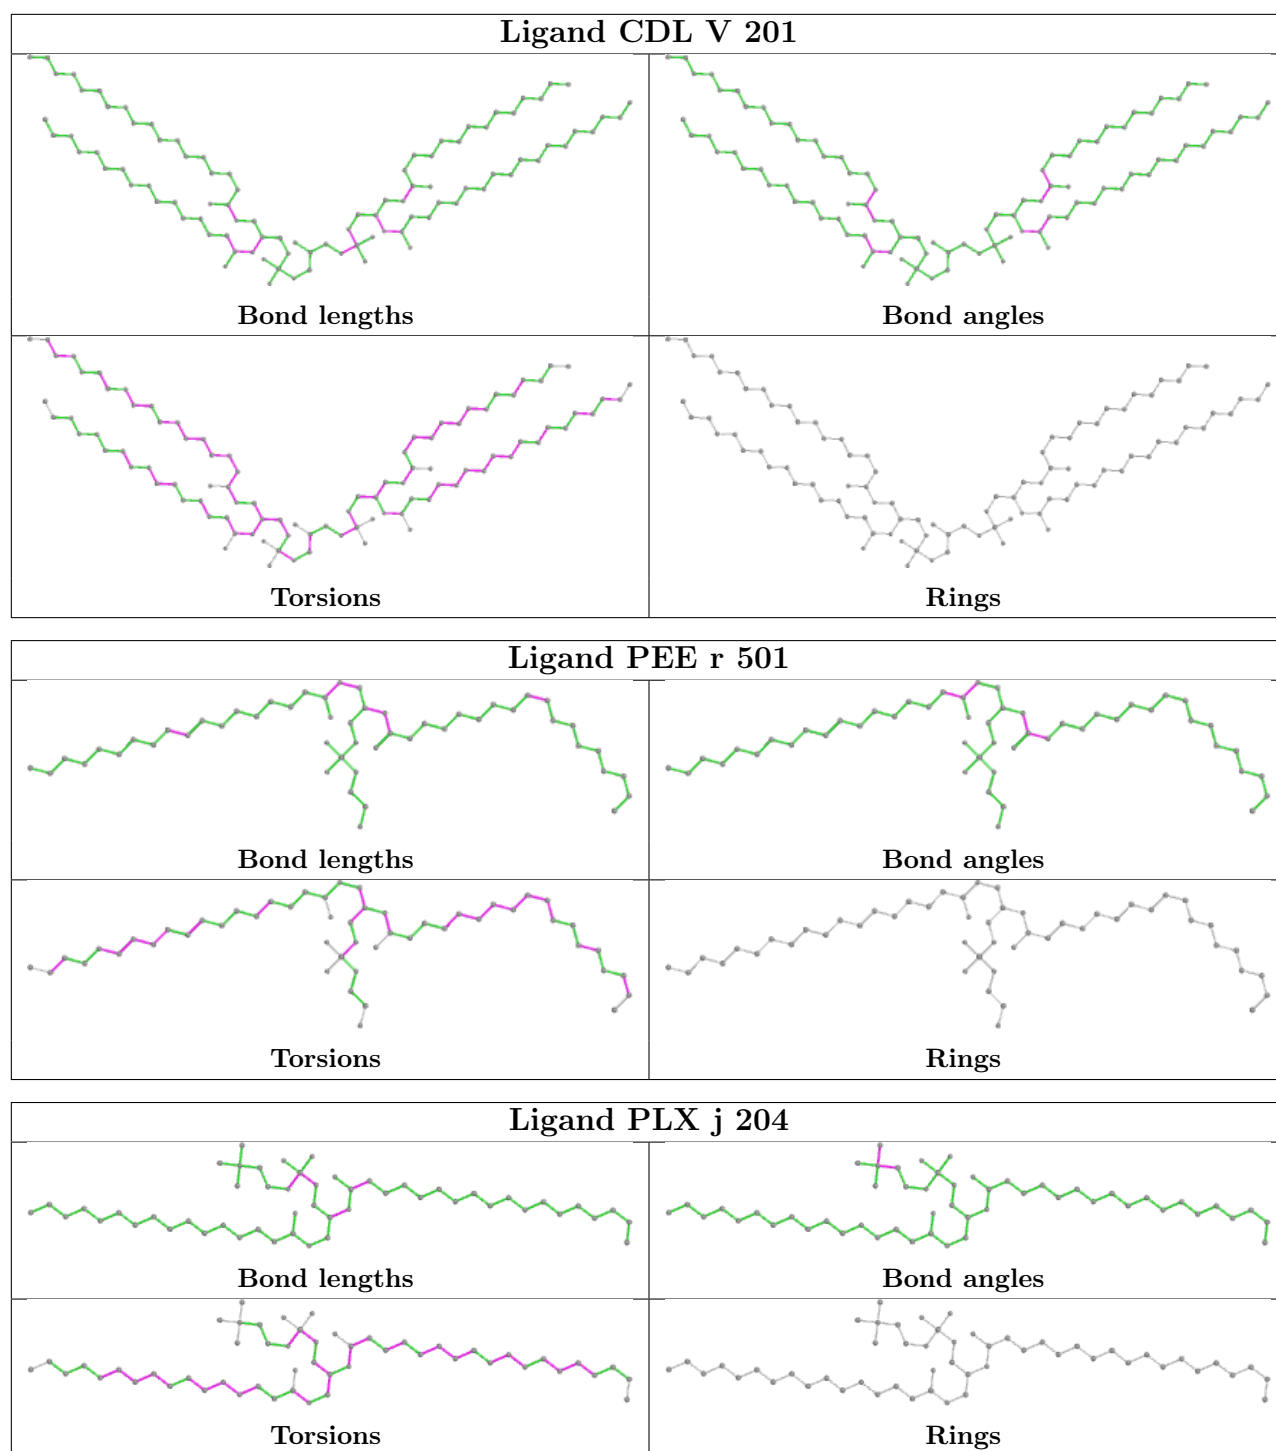 Ligand CDL V 201
Bond lengths
Bond angles
Torsions
Rings
Ligand PEE r 501
Bond lengths
Bond angles
Torsions
Rings
Ligand PLX j 204
Bond lengths
Bond angles
Torsions
Rings